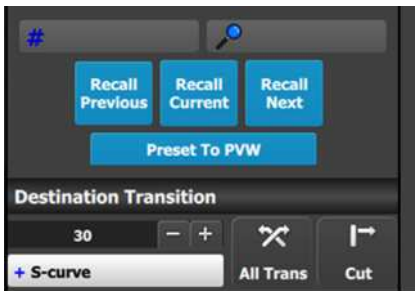 #
Recall Previous
Recall Current
Recall Next
Preset To PVW
Destination Transition
30 − +
+ S-curve
All Trans
Cut